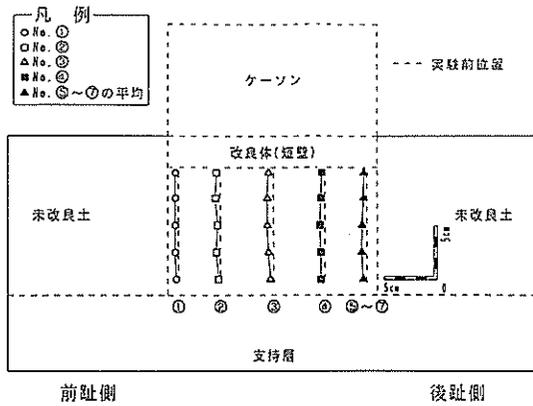 凡 例
○ No. ①
□ No. ②
△ No. ③
■ No. ④
▲ No. ⑤～⑦の平均
---- 実験前位置
ケーソン
改良体(短壁)
未改良土
未改良土
5cm
5cm
0
① ② ③ ④ ⑤～⑦
支持層
前趾側
後趾側